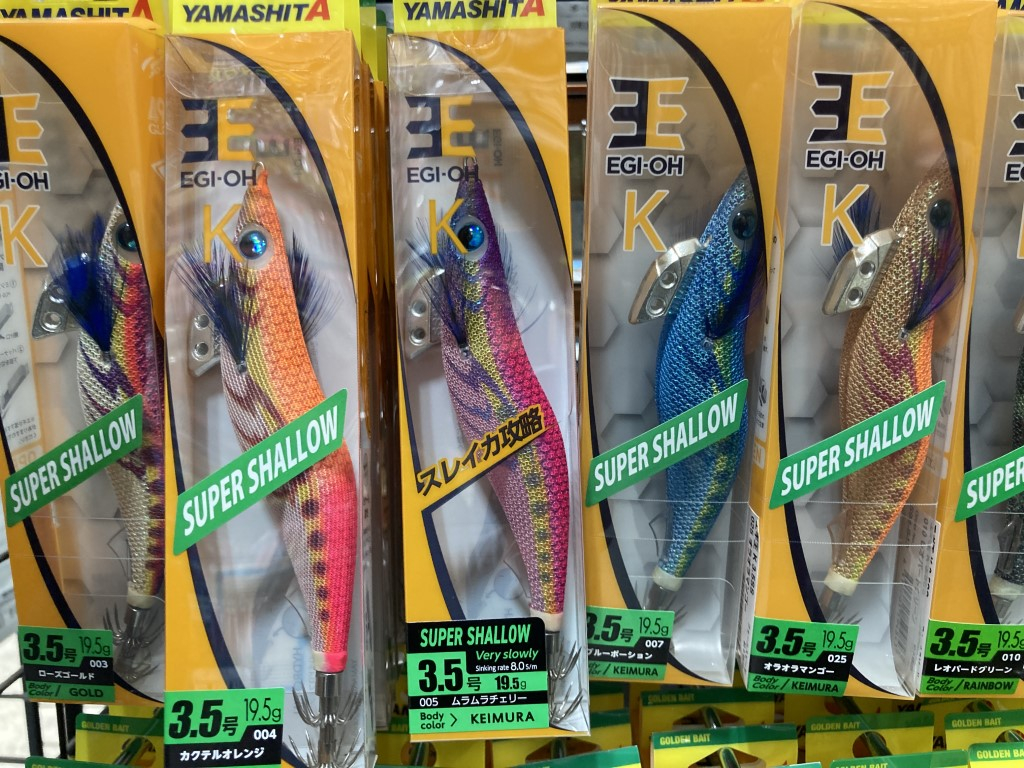 YAMASHITA
EGI-OH
K
SUPER SHALLOW
3.5号 19.5g
003
ローズゴールド
Body Color / GOLD
YAMASHITA
EGI-OH
K
SUPER SHALLOW
3.5号 19.5g
004
カクテルオレンジ
YAMASHITA
EGI-OH
K
スレイカ攻略
SUPER SHALLOW
Very slowly
Sinking rate 8.0 s/m
3.5号 19.5g
005 ムラムラチェリー
Body color > KEIMURA
EGI-OH
K
SUPER SHALLOW
3.5号 19.5g
007
ブルーポーション
/ KEIMURA
EGI-OH
K
SUPER SHALLOW
3.5号 19.5g
025
オラオラマンゴー
Body Color / KEIMURA
SUPER
3.5号 19.5g
010
レオパードグリーン
Body Color / RAINBOW
GOLDEN BAIT
GOLDEN BAIT
GOLDEN BAIT
GOLDEN BAIT
GOLDEN BAIT